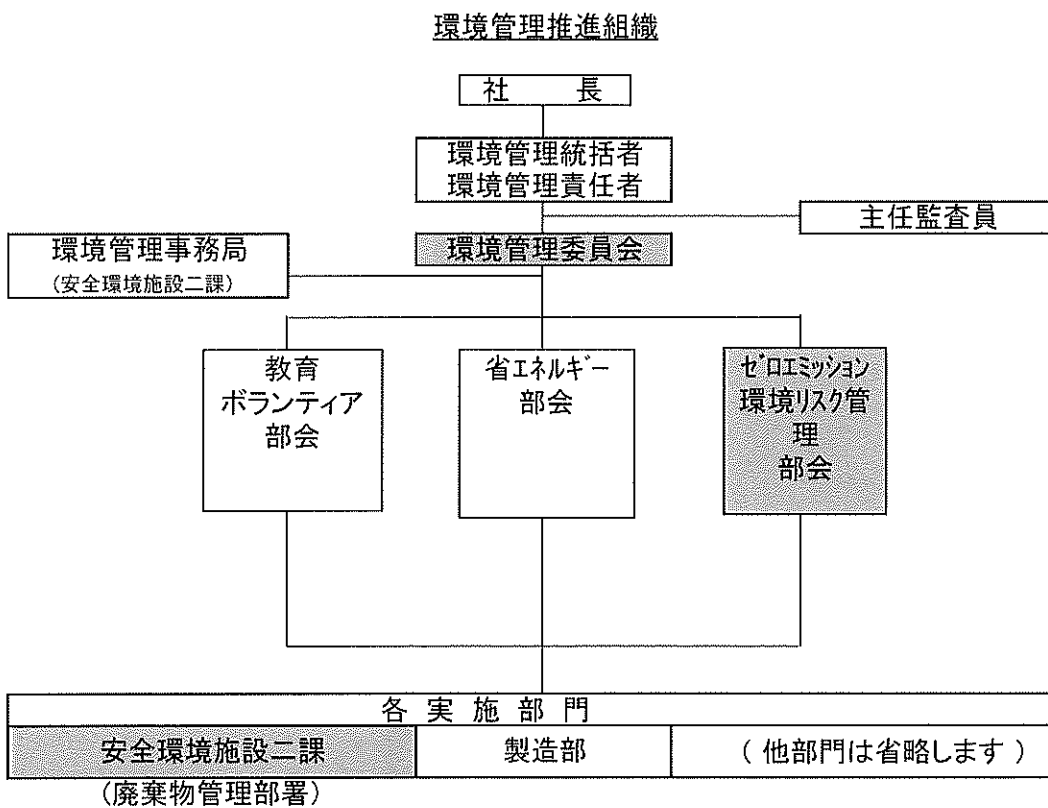 環境管理推進組織
社　　長
環境管理統括者
環境管理責任者
主任監査員
環境管理事務局
(安全環境施設二課)
環境管理委員会
教育
ボランティア
部会
省エネルギー
部会
ゼロエミッション
環境リスク管
理
部会
各 実 施 部 門
安全環境施設二課
製造部
( 他部門は省略します )
(廃棄物管理部署)